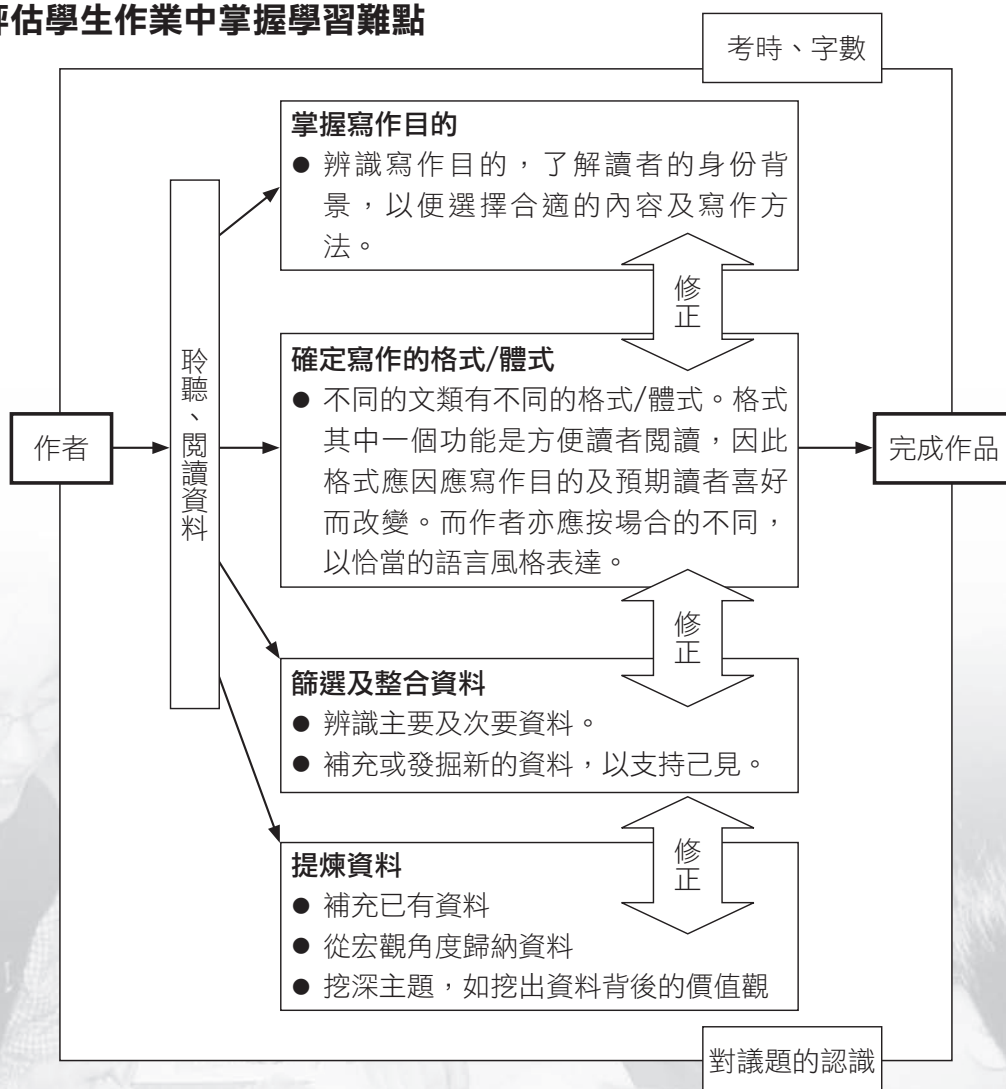 評估學生作業中掌握學習難點
考時、字數
掌握寫作目的
● 辨識寫作目的，了解讀者的身份背
景，以便選擇合適的內容及寫作方
法。
修正
確定寫作的格式/體式
● 不同的文類有不同的格式/體式。格式
其中一個功能是方便讀者閱讀，因此
格式應因應寫作目的及預期讀者喜好
而改變。而作者亦應按場合的不同，
以恰當的語言風格表達。
作者
聆聽、閱讀資料
完成作品
修正
篩選及整合資料
● 辨識主要及次要資料。
● 補充或發掘新的資料，以支持己見。
修正
提煉資料
● 補充已有資料
● 從宏觀角度歸納資料
● 挖深主題，如挖出資料背後的價值觀
對議題的認識